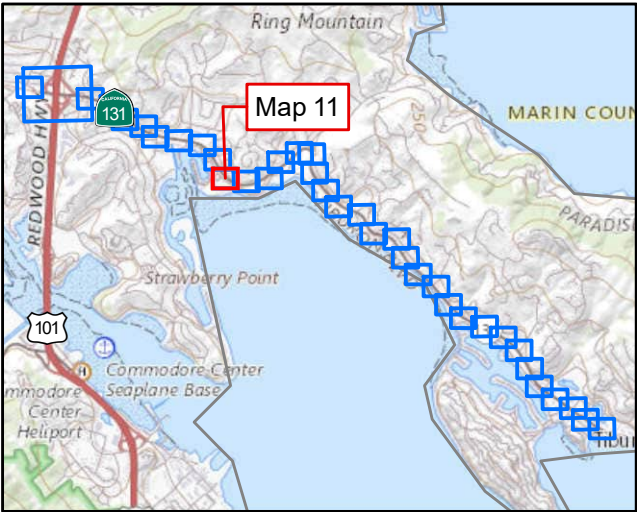 Ring Mountain
CALIFORNIA
131
Map 11
250
MARIN COUN
REDWOOD HWY
PARADIS
Strawberry Point
101
Commodore Center
Seaplane Base
H
mmodore
Center
Heliport
3
Tibur